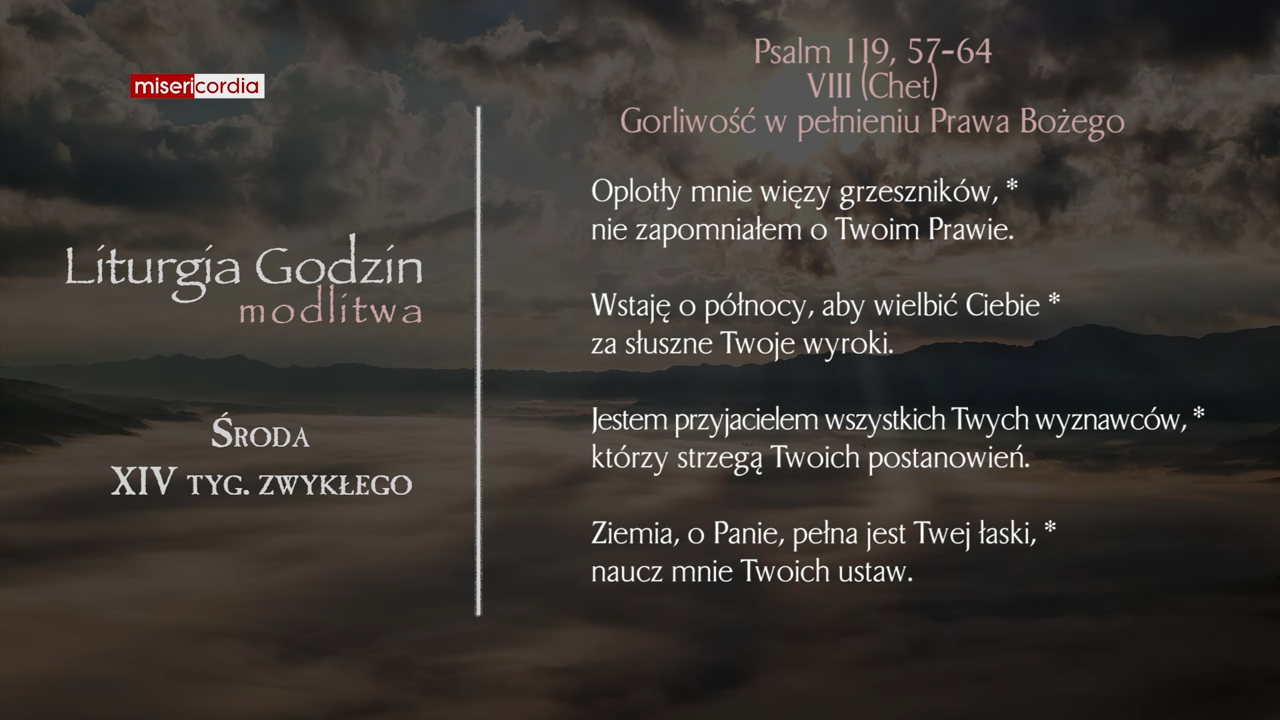 misericordia
Liturgia Godzin
modlitwa
Środa
XIV tyg. zwykłego
Psalm 119, 57-64
VIII (Chet)
Gorliwość w pełnieniu Prawa Bożego
Oplotły mnie więzy grzeszników, *
nie zapomniałem o Twoim Prawie.
Wstaję o północy, aby wielbić Ciebie *
za słuszne Twoje wyroki.
Jestem przyjacielem wszystkich Twych wyznawców, *
którzy strzegą Twoich postanowień.
Ziemia, o Panie, pełna jest Twej łaski, *
naucz mnie Twoich ustaw.